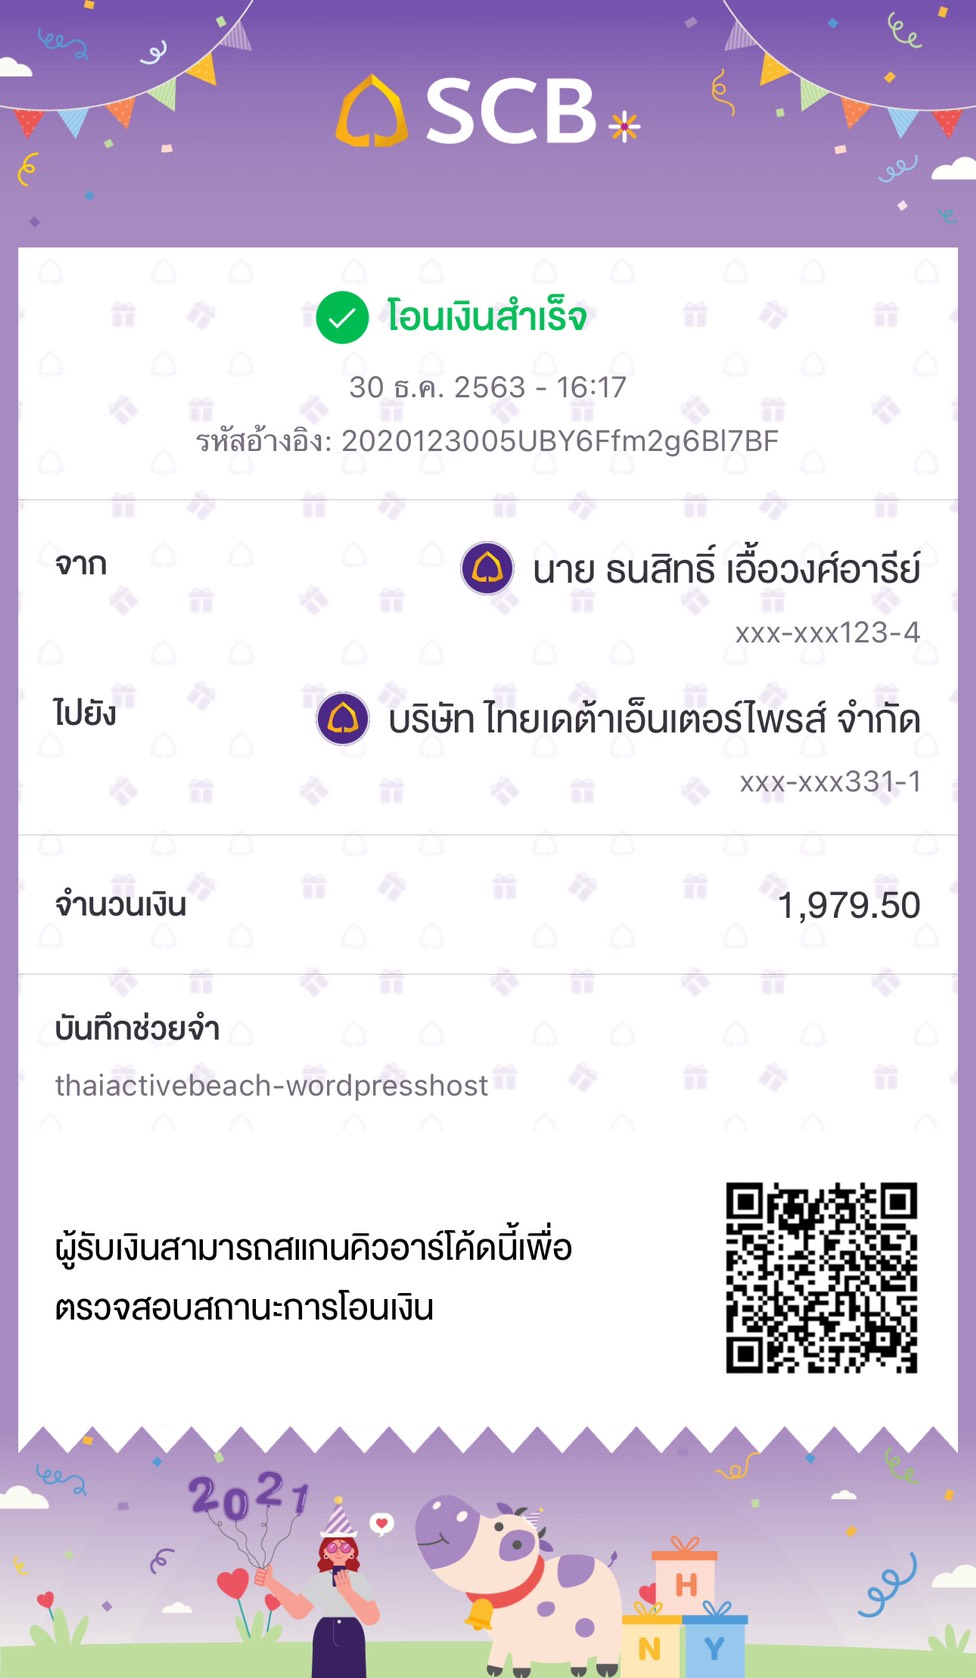 SCB
โอนเงินสำเร็จ
30 ธ.ค. 2563 - 16:17
รหัสอ้างอิง: 2020123005UBY6Ffm2g6Bl7BF
จาก
นาย ธนสิทธิ์ เอื้อวงศ์อารีย์
xxx-xxx123-4
ไปยัง
บริษัท ไทยเดต้าเอ็นเตอร์ไพรส์ จำกัด
xxx-xxx331-1
จำนวนเงิน 1,979.50
บันทึกช่วยจำ
thaiactivebeach-wordpresshost
ผู้รับเงินสามารถสแกนคิวอาร์โค้ดนี้เพื่อ
ตรวจสอบสถานะการโอนเงิน
2021
H
N Y